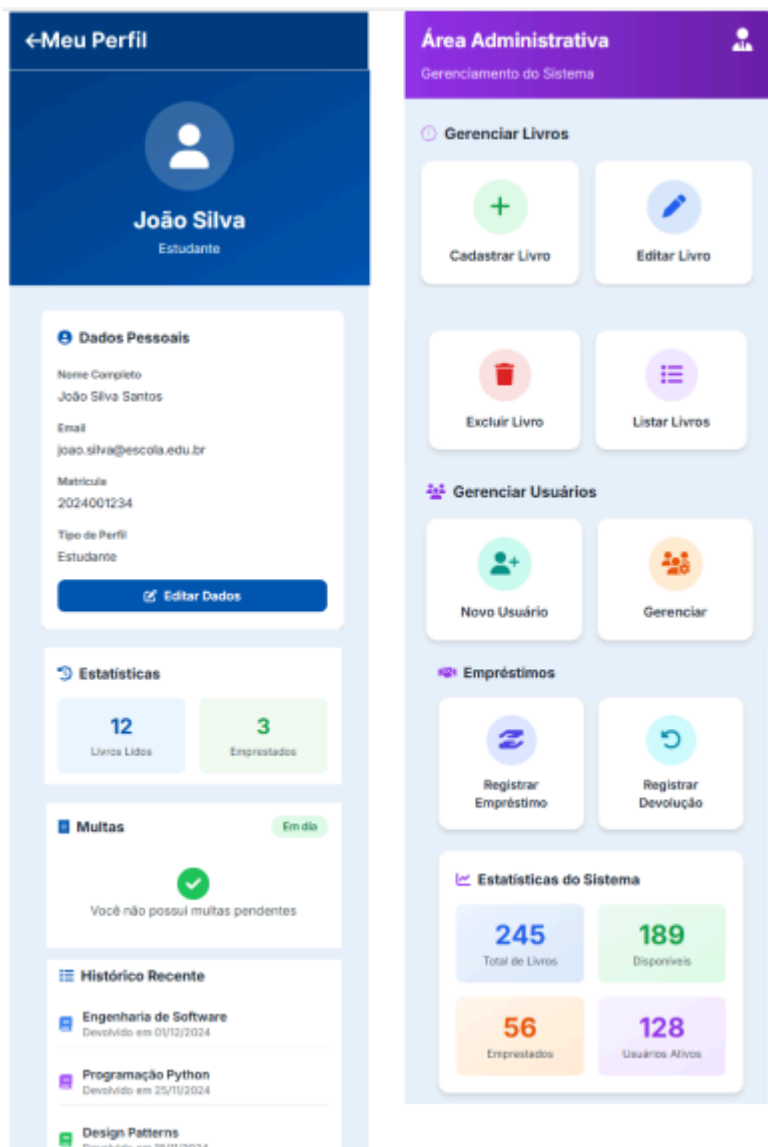 ←Meu Perfil
João Silva
Estudante
Dados Pessoais
Nome Completo
João Silva Santos
Email
joao.silva@escola.edu.br
Matrícula
2024001234
Tipo de Perfil
Estudante
Editar Dados
Estatísticas
12
Livros Lidos
3
Emprestados
Multas
Em dia
Você não possui multas pendentes
Histórico Recente
Engenharia de Software
Devolvido em 01/12/2024
Programação Python
Devolvido em 25/11/2024
Design Patterns
Área Administrativa
Gerenciamento do Sistema
Gerenciar Livros
Cadastrar Livro
Editar Livro
Excluir Livro
Listar Livros
Gerenciar Usuários
Novo Usuário
Gerenciar
Empréstimos
Registrar
Empréstimo
Registrar
Devolução
Estatísticas do Sistema
245
Total de Livros
189
Disponíveis
56
Emprestados
128
Usuários Ativos